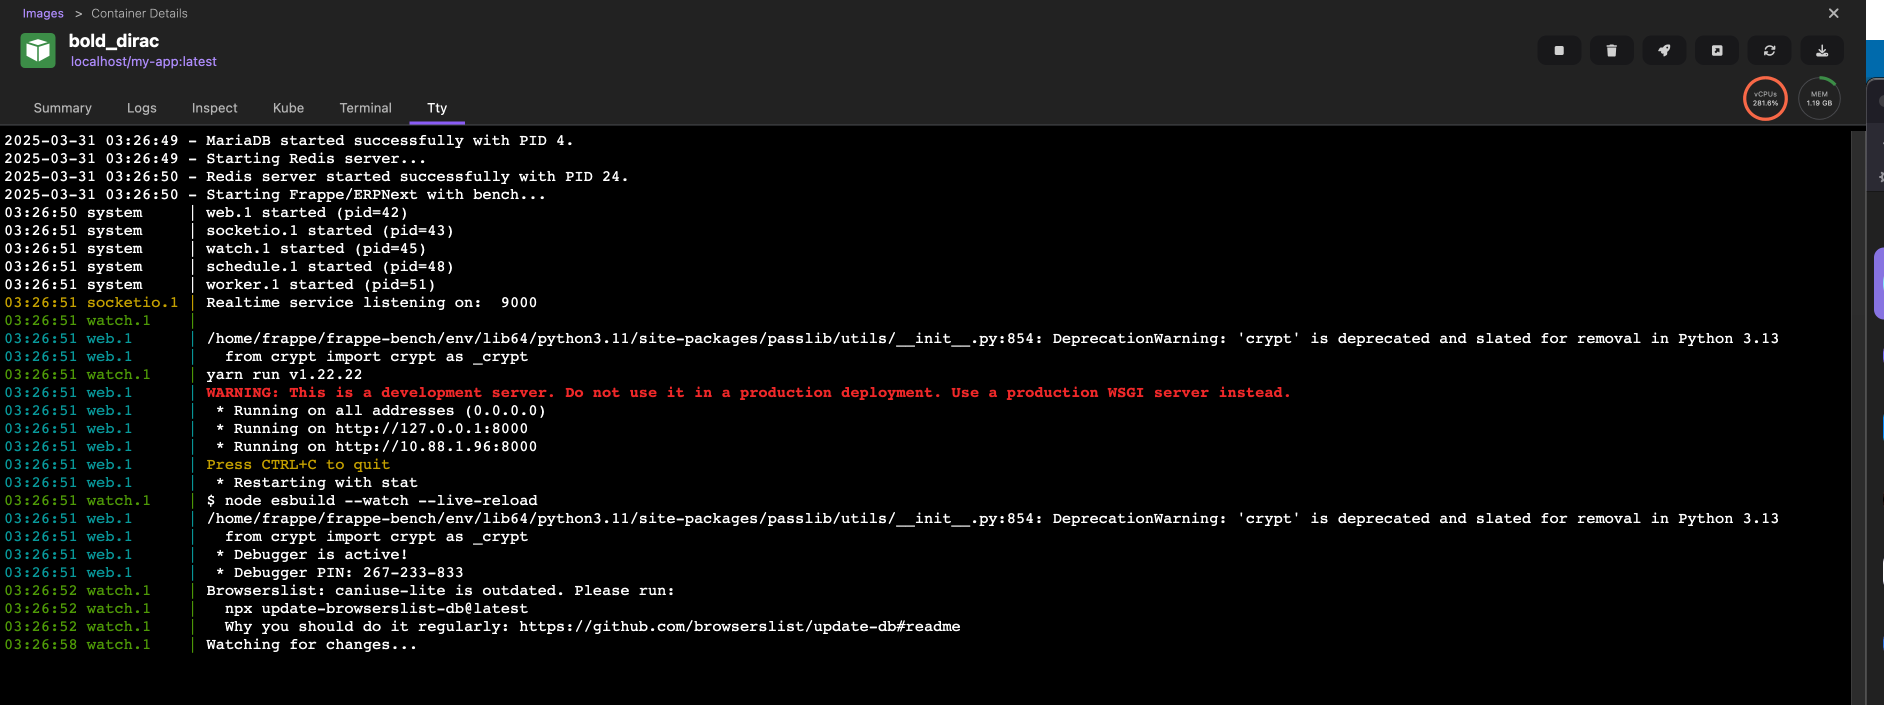 Images > Container Details
bold_dirac
localhost/my-app:latest
Summary Logs Inspect Kube Terminal Tty
vCPUs
281.6%
MEM
1.19 GB
2025-03-31 03:26:49 - MariaDB started successfully with PID 4.
2025-03-31 03:26:49 - Starting Redis server...
2025-03-31 03:26:50 - Redis server started successfully with PID 24.
2025-03-31 03:26:50 - Starting Frappe/ERPNext with bench...
03:26:50 system | web.1 started (pid=42)
03:26:51 system | socketio.1 started (pid=43)
03:26:51 system | watch.1 started (pid=45)
03:26:51 system | schedule.1 started (pid=48)
03:26:51 system | worker.1 started (pid=51)
03:26:51 socketio.1 | Realtime service listening on: 9000
03:26:51 watch.1 |
03:26:51 web.1 | /home/frappe/frappe-bench/env/lib64/python3.11/site-packages/passlib/utils/__init__.py:854: DeprecationWarning: 'crypt' is deprecated and slated for removal in Python 3.13
03:26:51 web.1 | from crypt import crypt as _crypt
03:26:51 watch.1 | yarn run v1.22.22
03:26:51 web.1 | WARNING: This is a development server. Do not use it in a production deployment. Use a production WSGI server instead.
03:26:51 web.1 | * Running on all addresses (0.0.0.0)
03:26:51 web.1 | * Running on http://127.0.0.1:8000
03:26:51 web.1 | * Running on http://10.88.1.96:8000
03:26:51 web.1 | Press CTRL+C to quit
03:26:51 web.1 | * Restarting with stat
03:26:51 watch.1 | $ node esbuild --watch --live-reload
03:26:51 web.1 | /home/frappe/frappe-bench/env/lib64/python3.11/site-packages/passlib/utils/__init__.py:854: DeprecationWarning: 'crypt' is deprecated and slated for removal in Python 3.13
03:26:51 web.1 | from crypt import crypt as _crypt
03:26:51 web.1 | * Debugger is active!
03:26:51 web.1 | * Debugger PIN: 267-233-833
03:26:52 watch.1 | Browserslist: caniuse-lite is outdated. Please run:
03:26:52 watch.1 | npx update-browserslist-db@latest
03:26:52 watch.1 | Why you should do it regularly: https://github.com/browserslist/update-db#readme
03:26:58 watch.1 | Watching for changes...